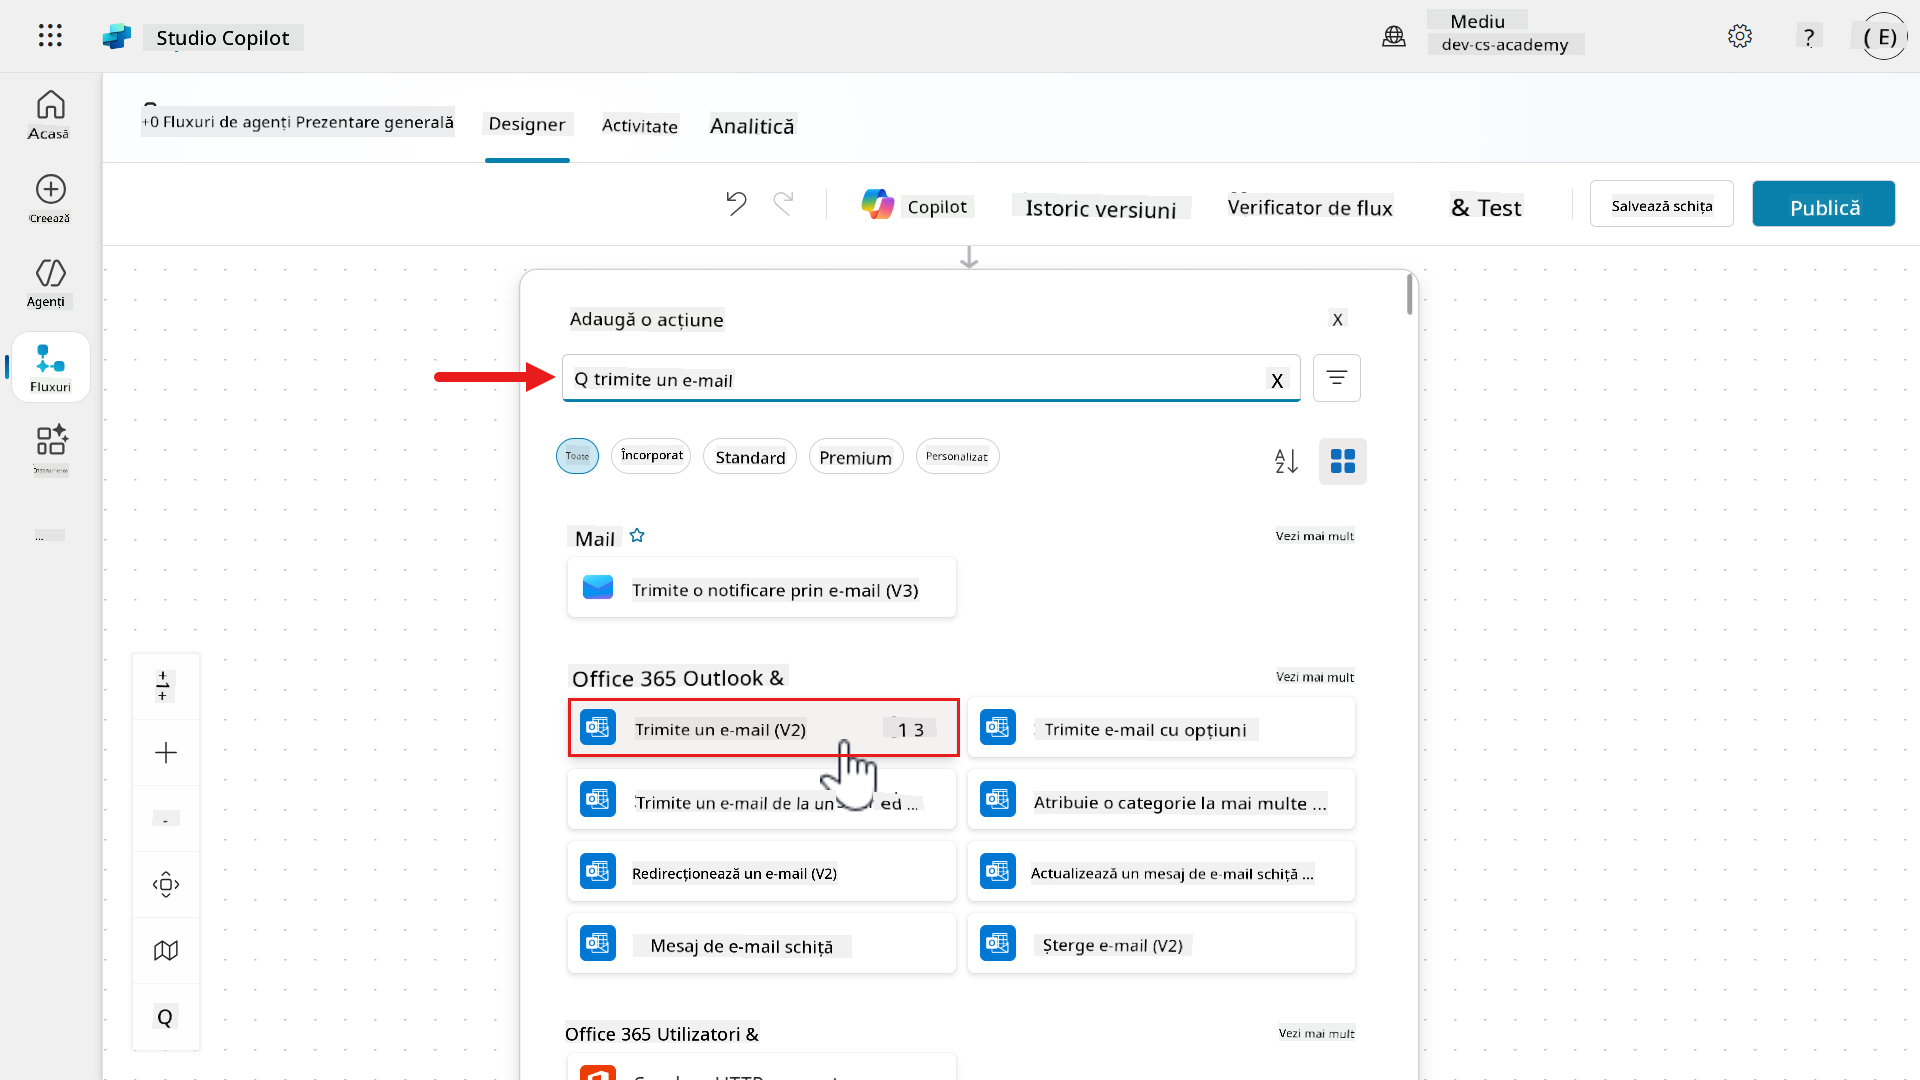 Studio Copilot
Mediu
dev-cs-academy
?
( E)
Acasă
Creează
Agenți
Fluxuri
...
+0 Fluxuri de agenți Prezentare generală
Designer
Activitate
Analitică
Copilot
Istoric versiuni
Verificator de flux
& Test
Salvează schița
Publică
Adaugă o acțiune
X
Q trimite un e-mail
X
Toate
Încorporat
Standard
Premium
Personalizat
Mail
Vezi mai mult
Trimite o notificare prin e-mail (V3)
Office 365 Outlook &
Vezi mai mult
Trimite un e-mail (V2)
1 3
Trimite e-mail cu opțiuni
Trimite un e-mail de la un ed ...
Atribuie o categorie la mai multe ...
Redirecționează un e-mail (V2)
Actualizează un mesaj de e-mail schiță ...
Mesaj de e-mail schiță
Șterge e-mail (V2)
Office 365 Utilizatori &
Vezi mai mult
Q